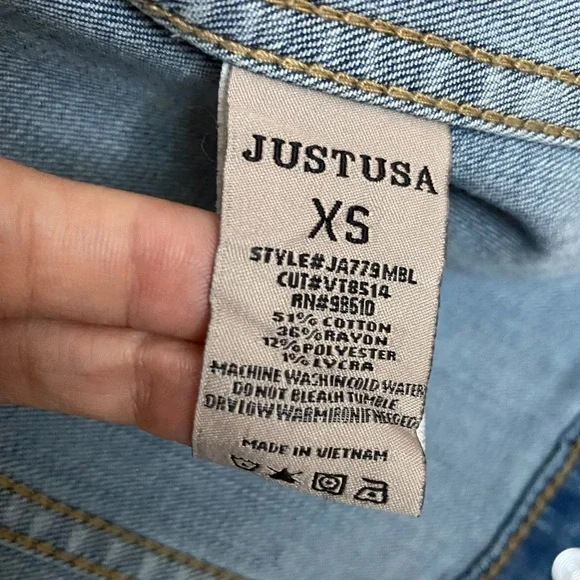 JUSTUSA
XS
STYLE#JA779MBL
CUT#VT8514
RN#98610
51% COTTON
36% RAYON
12% POLYESTER
1% LYCRA
MACHINE WASH IN COLD WATER
DO NOT BLEACH TUMBLE
DRY LOW WARM IRON IF NEEDED
MADE IN VIETNAM